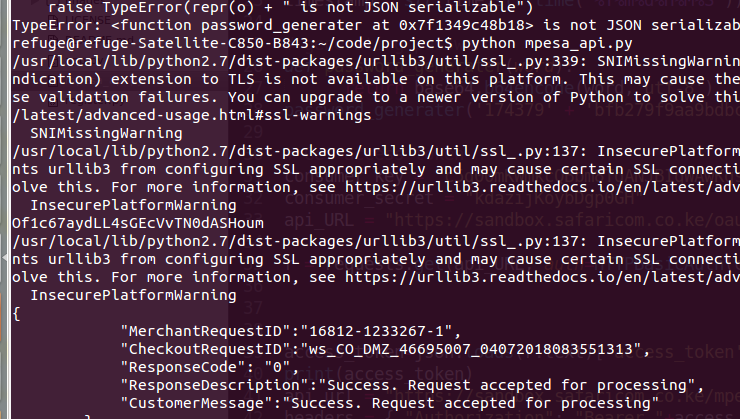 raise TypeError(repr(o) + " is not JSON serializable")
TypeError: <function password_generater at 0x7f1349c48b18> is not JSON serializab
refuge@refuge-Satellite-C850-B843:~/code/project$ python mpesa_api.py
/usr/local/lib/python2.7/dist-packages/urllib3/util/ssl_.py:339: SNIMissingWarnin
ndication) extension to TLS is not available on this platform. This may cause the
se validation failures. You can upgrade to a newer version of Python to solve thi
/latest/advanced-usage.html#ssl-warnings
SNIMissingWarning
/usr/local/lib/python2.7/dist-packages/urllib3/util/ssl_.py:137: InsecurePlatform
nts urllib3 from configuring SSL appropriately and may cause certain SSL connecti
olve this. For more information, see https://urllib3.readthedocs.io/en/latest/adv
InsecurePlatformWarning
Of1c67aydLL4sGEcVvTN0dASHoum
/usr/local/lib/python2.7/dist-packages/urllib3/util/ssl_.py:137: InsecurePlatform
nts urllib3 from configuring SSL appropriately and may cause certain SSL connecti
olve this. For more information, see https://urllib3.readthedocs.io/en/latest/adv
InsecurePlatformWarning
{
"MerchantRequestID":"16812-1233267-1",
"CheckoutRequestID":"ws_CO_DMZ_46695007_04072018083551313",
"ResponseCode": "0",
"ResponseDescription":"Success. Request accepted for processing",
"CustomerMessage":"Success. Request accepted for processing"